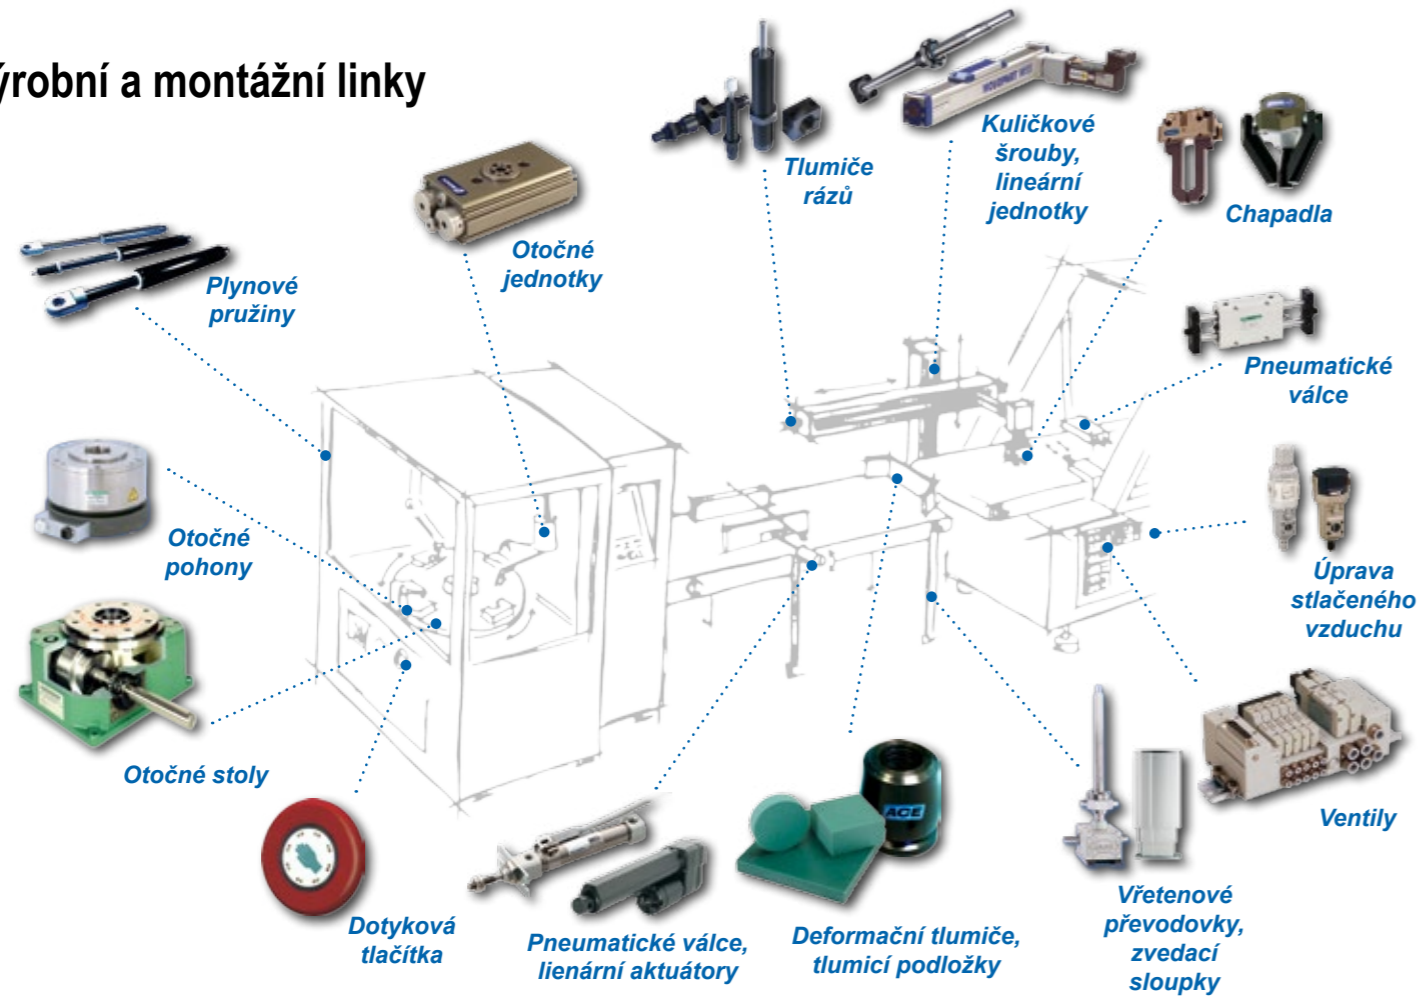 ýrobní a montážní linky
Tlumiče
rázů
Kuličkové
šrouby,
lineární
jednotky
Chapadla
Otočné
jednotky
Plynové
pružiny
Pneumatické
válce
Otočné
pohony
Úprava
stlačeného
vzduchu
Otočné stoly
Ventily
ACE
Dotyková
tlačítka
Pneumatické válce,
lienární aktuátory
Deformační tlumiče,
tlumicí podložky
Vřetenové
převodovky,
zvedací
sloupky